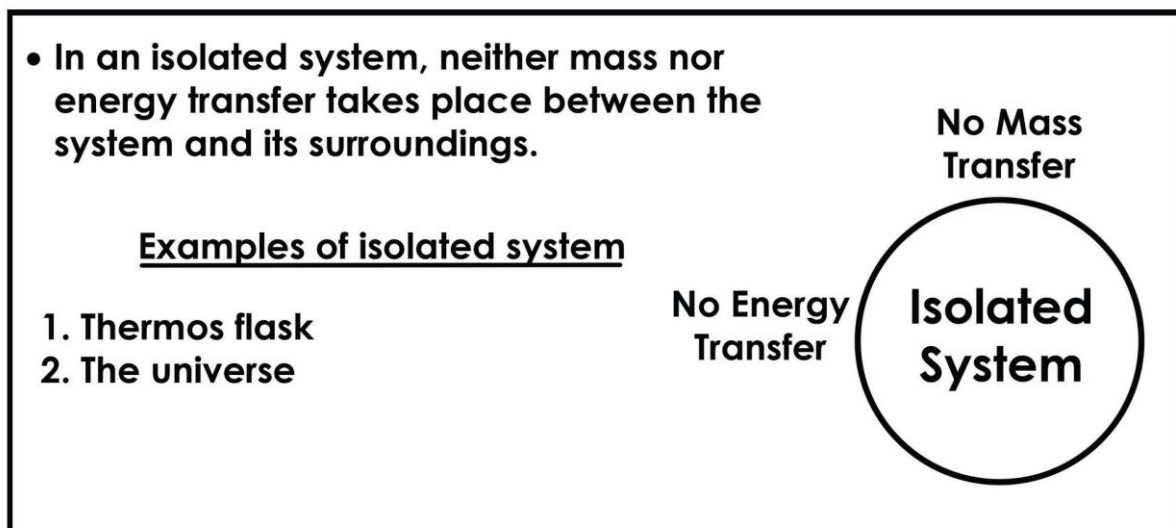 • In an isolated system, neither mass nor
energy transfer takes place between the
system and its surroundings.
Examples of isolated system
1. Thermos flask
2. The universe
No Mass
Transfer
No Energy
Transfer
Isolated
System